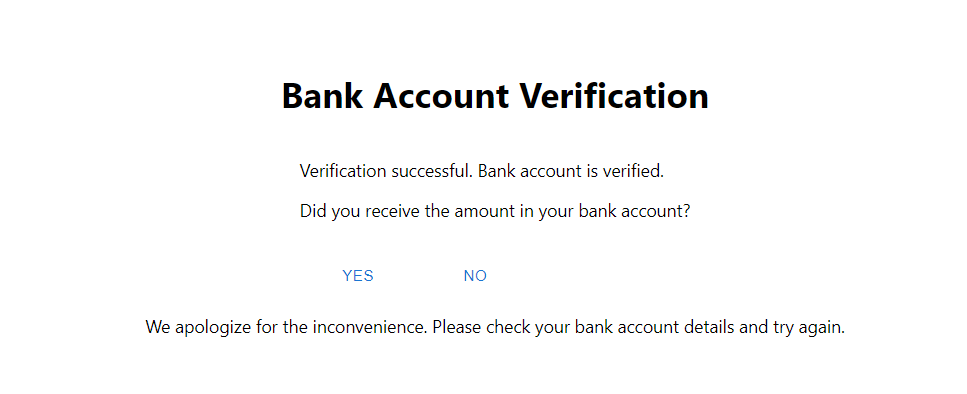 Bank Account Verification
Verification successful. Bank account is verified.
Did you receive the amount in your bank account?
YES NO
We apologize for the inconvenience. Please check your bank account details and try again.